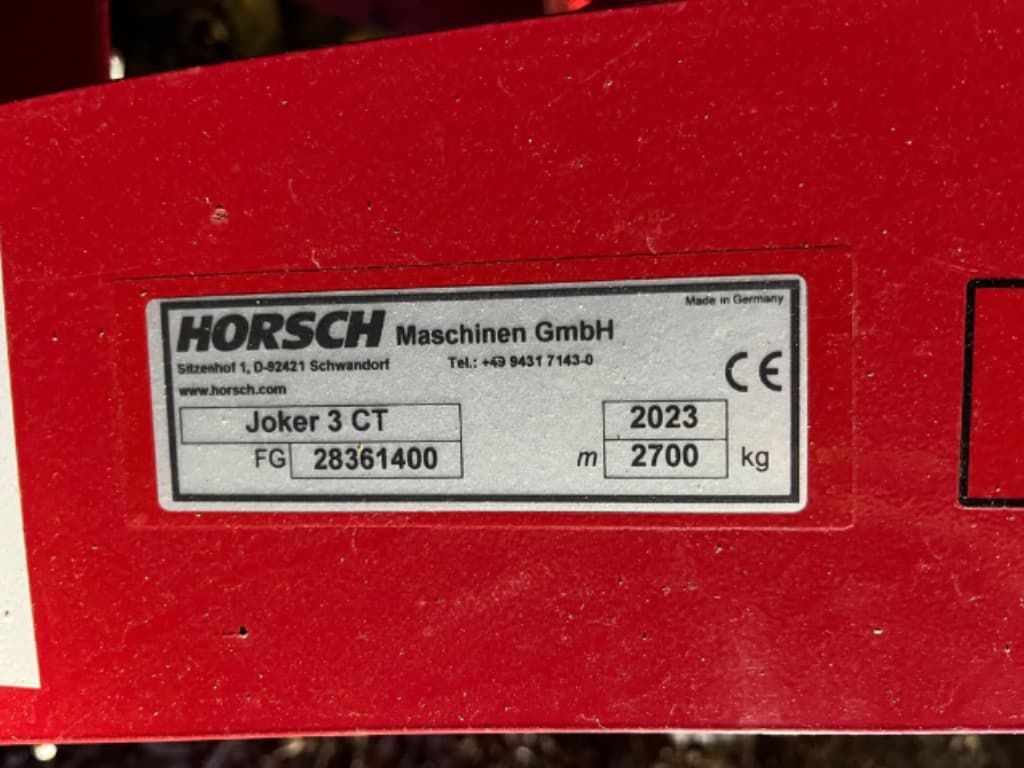 Made in Germany
HORSCH Maschinen GmbH
Sitzenhof 1, D-92421 Schwandorf Tel.: +49 9431 7143-0
www.horsch.com
CE
Joker 3 CT 2023
FG 28361400 m 2700 kg